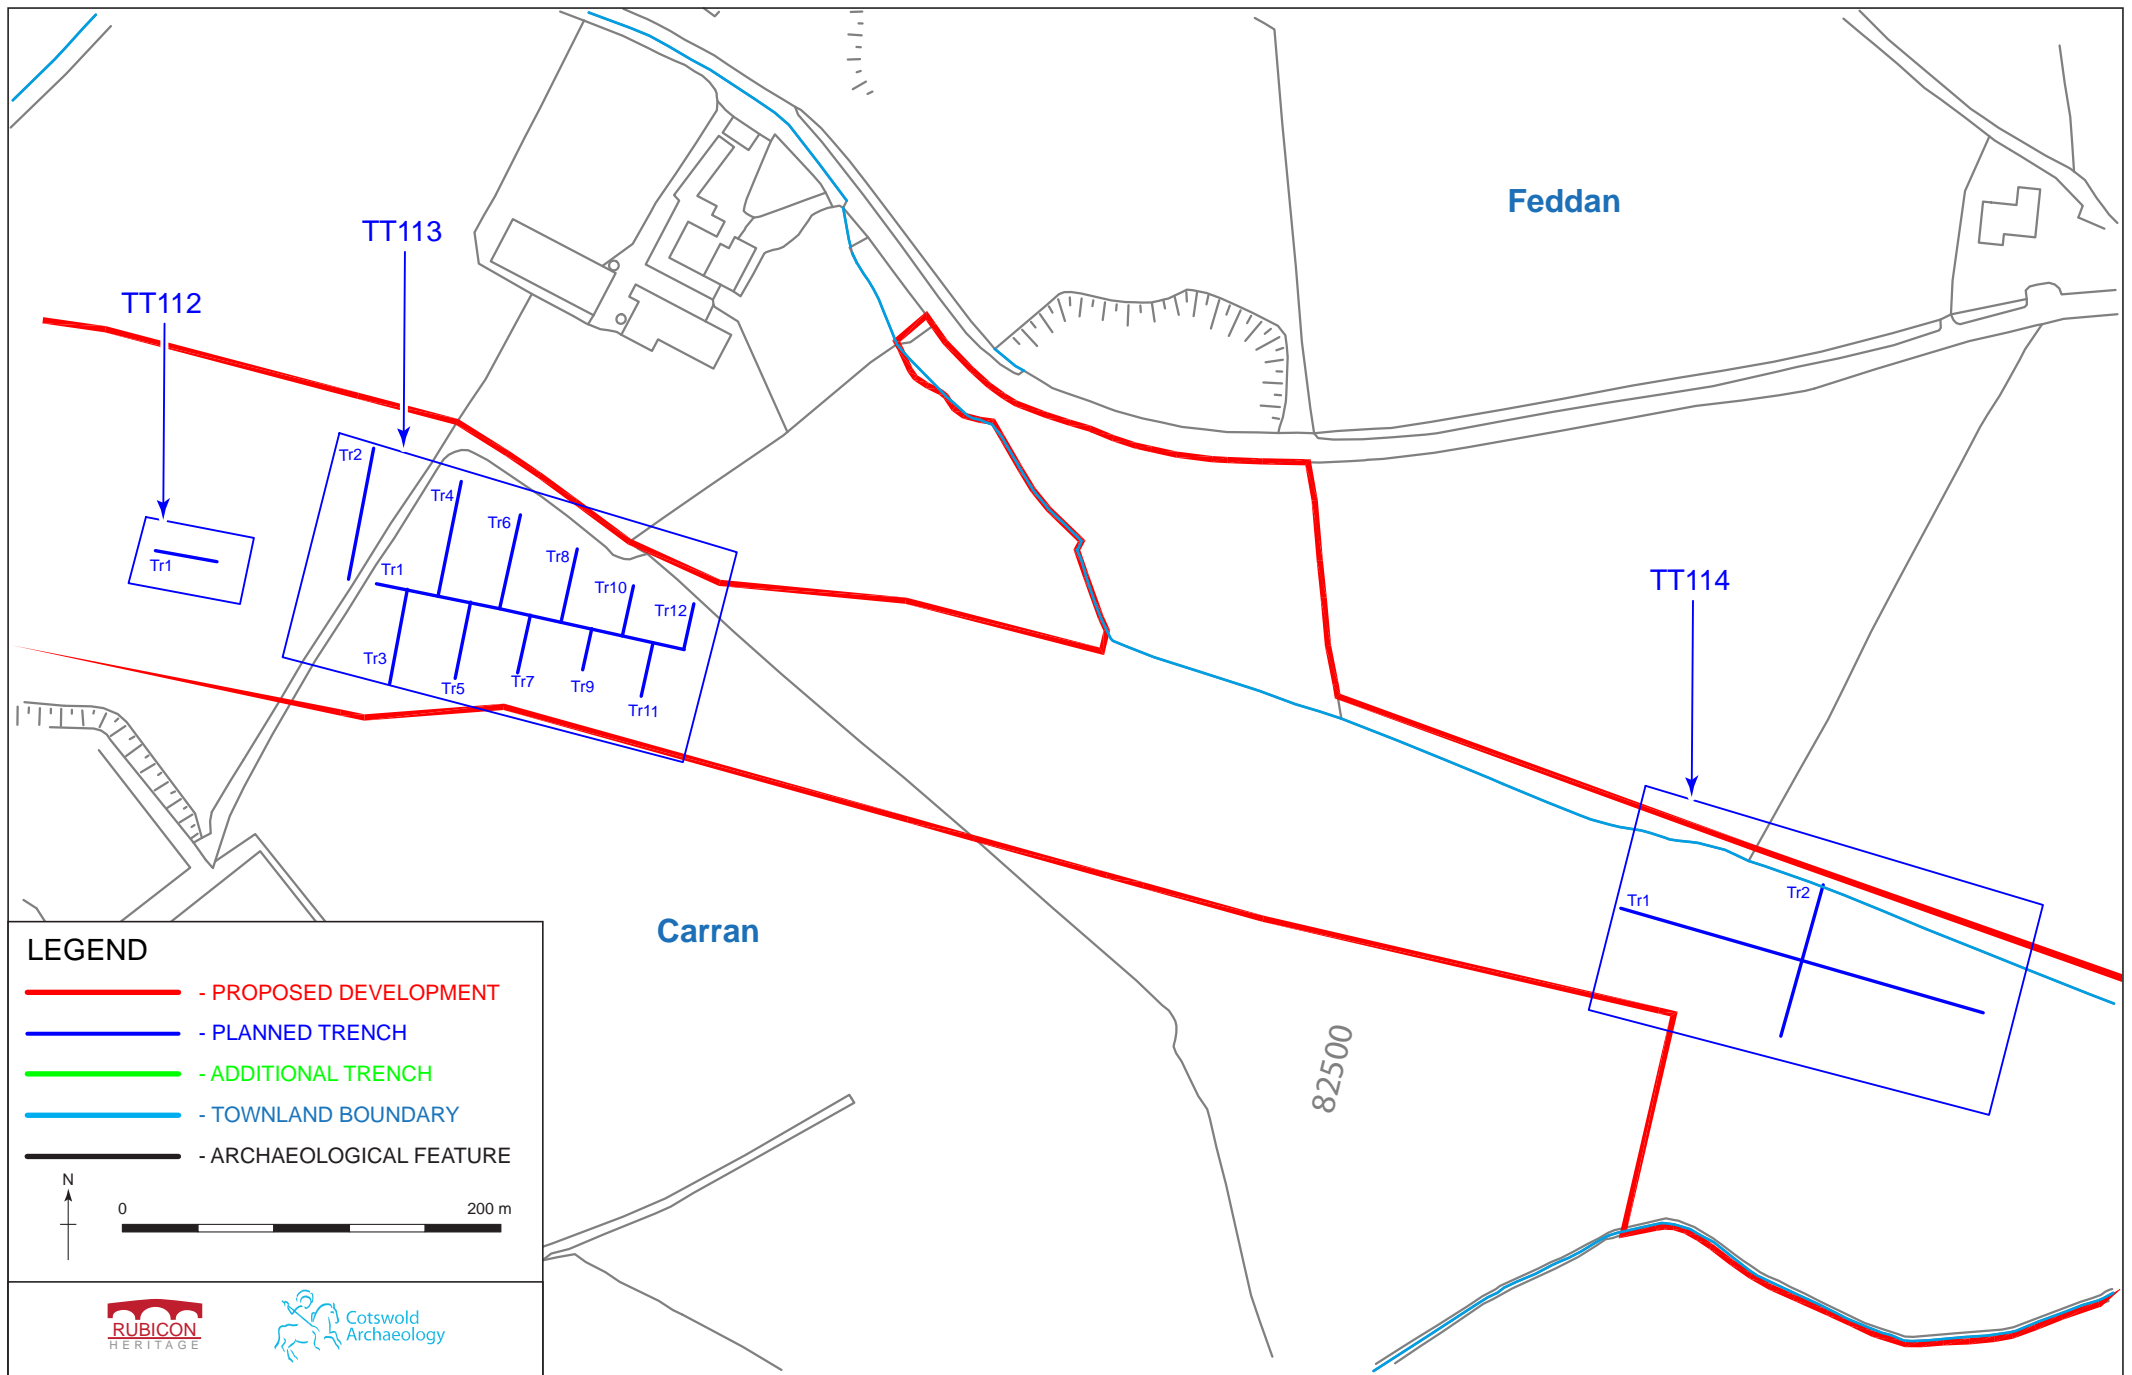 Feddan
TT113
TT112
Tr2
Tr4
Tr6
Tr8
Tr1
Tr1
Tr10
Tr12
Tr3
Tr5
Tr7
Tr9
Tr11
TT114
Tr1
Tr2
Carran
82500
LEGEND
- PROPOSED DEVELOPMENT
- PLANNED TRENCH
- ADDITIONAL TRENCH
- TOWNLAND BOUNDARY
- ARCHAEOLOGICAL FEATURE
N
0 200 m
RUBICON
HERITAGE
Cotswold
Archaeology